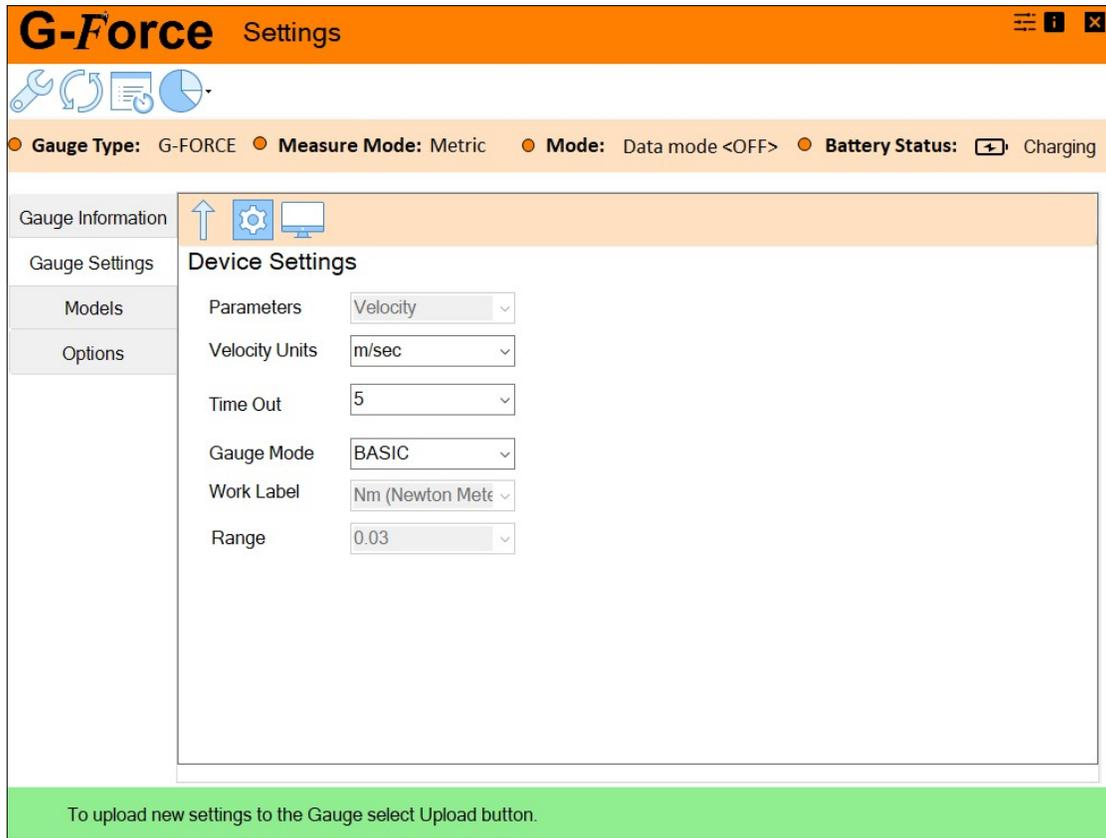 G-Force Settings
Gauge Type: G-FORCE Measure Mode: Metric Mode: Data mode <OFF> Battery Status: Charging
Gauge Information
Gauge Settings
Models
Options
Device Settings
Parameters Velocity
Velocity Units m/sec
Time Out 5
Gauge Mode BASIC
Work Label Nm (Newton Mete
Range 0.03
To upload new settings to the Gauge select Upload button.